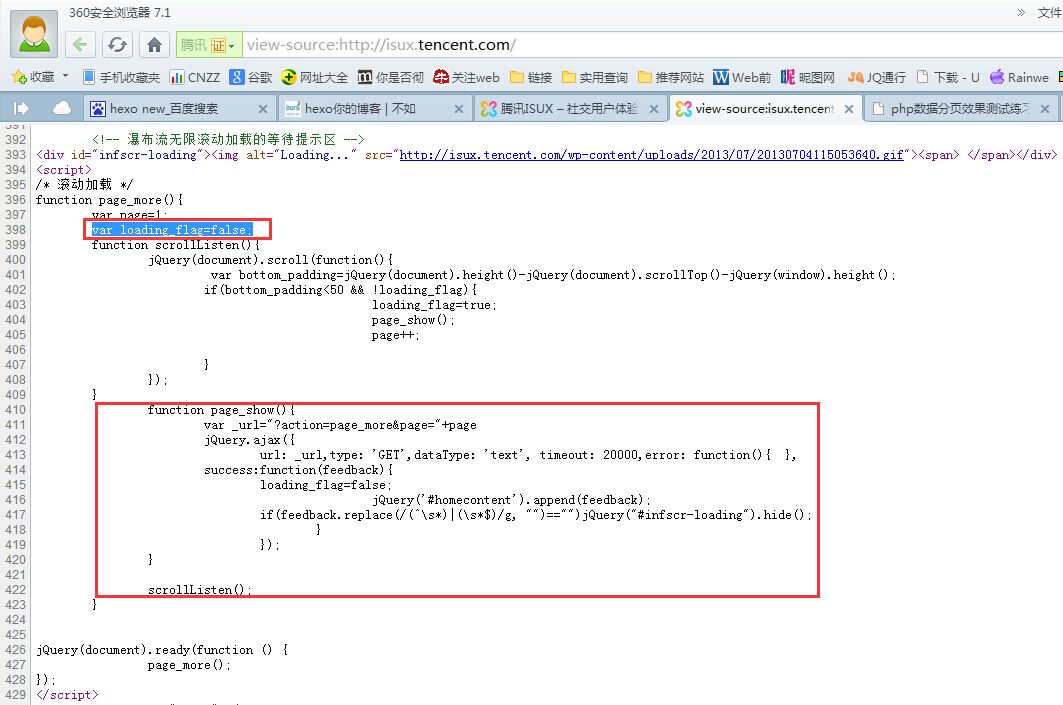 360安全浏览器 7.1
» 文件
腾讯 证 view-source:http://isux.tencent.com/
收藏 手机收藏夹 CNZZ 谷歌 网址大全 你是否彻 关注web 链接 实用查询 推荐网站 Web前 昵图网 JQ通行 下载 - U Rainwe
hexo new_百度搜索 hexo你的博客 | 不如 腾讯ISUX – 社交用户体验 view-source:isux.tencent php数据分页效果测试练习
391
392 <!-- 瀑布流无限滚动加载的等待提示区 -->
393 <div id="infscr-loading"><img alt="Loading..." src="http://isux.tencent.com/wp-content/uploads/2013/07/20130704115053640.gif"><span> </span></div>
394 <script>
395 /* 滚动加载 */
396 function page_more(){
397 var page=1;
398 var loading_flag=false;
399 function scrollListen(){
400 jQuery(document).scroll(function(){
401 var bottom_padding=jQuery(document).height()-jQuery(document).scrollTop()-jQuery(window).height();
402 if(bottom_padding<50 && !loading_flag){
403 loading_flag=true;
404 page_show();
405 page++;
406
407 }
408 });
409 }
410 function page_show(){
411 var _url="?action=page_more&page="+page
412 jQuery.ajax({
413 url: _url,type: 'GET',dataType: 'text', timeout: 20000,error: function(){ },
414 success:function(feedback){
415 loading_flag=false;
416 jQuery('#homecontent').append(feedback);
417 if(feedback.replace(/(^\s*)|(\s*$)/g, "")=="")jQuery("#infscr-loading").hide();
418 }
419 });
420 }
421
422 scrollListen();
423 }
424
425
426 jQuery(document).ready(function () {
427 page_more();
428 });
429 </script>